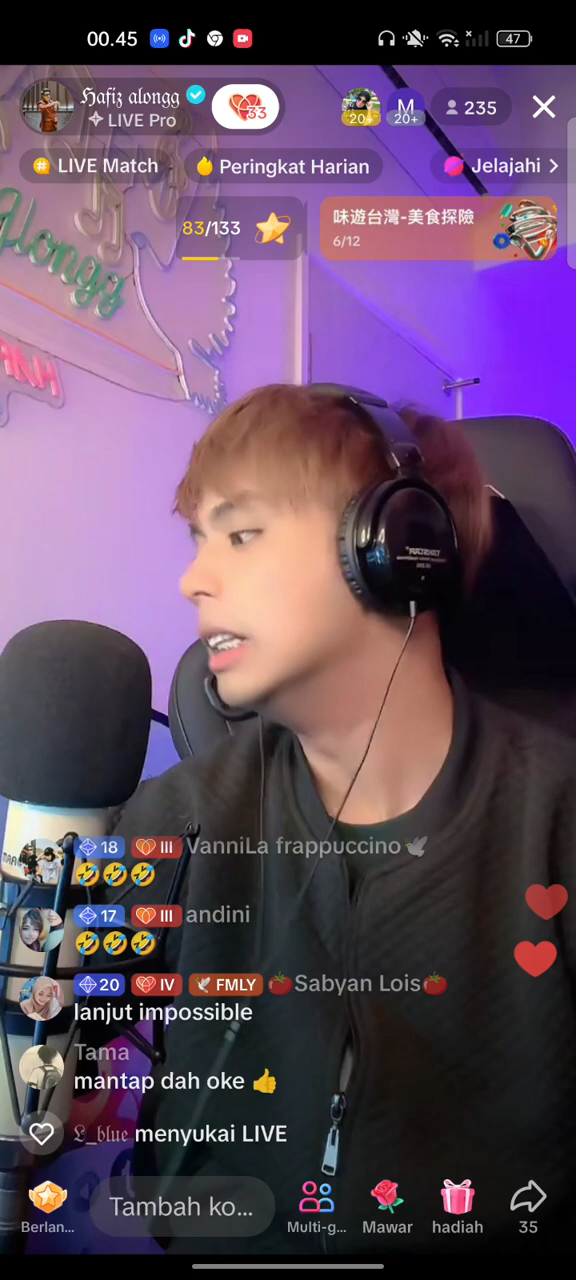 00.45
47
Hafiz alongg
LIVE Pro
33
20+
M
20+
235
LIVE Match
Peringkat Harian
Jelajahi
83/133
味遊台灣-美食探險
6/12
alongg
18 III VanniLa frappuccino🕊
🤣🤣🤣
17 III andini
🤣🤣🤣
20 IV FMLY 🍅Sabyan Lois🍅
lanjut impossible
Tama
mantap dah oke 👍
L_blue menyukai LIVE
Berlan...
Tambah ko...
Multi-g...
Mawar
hadiah
35